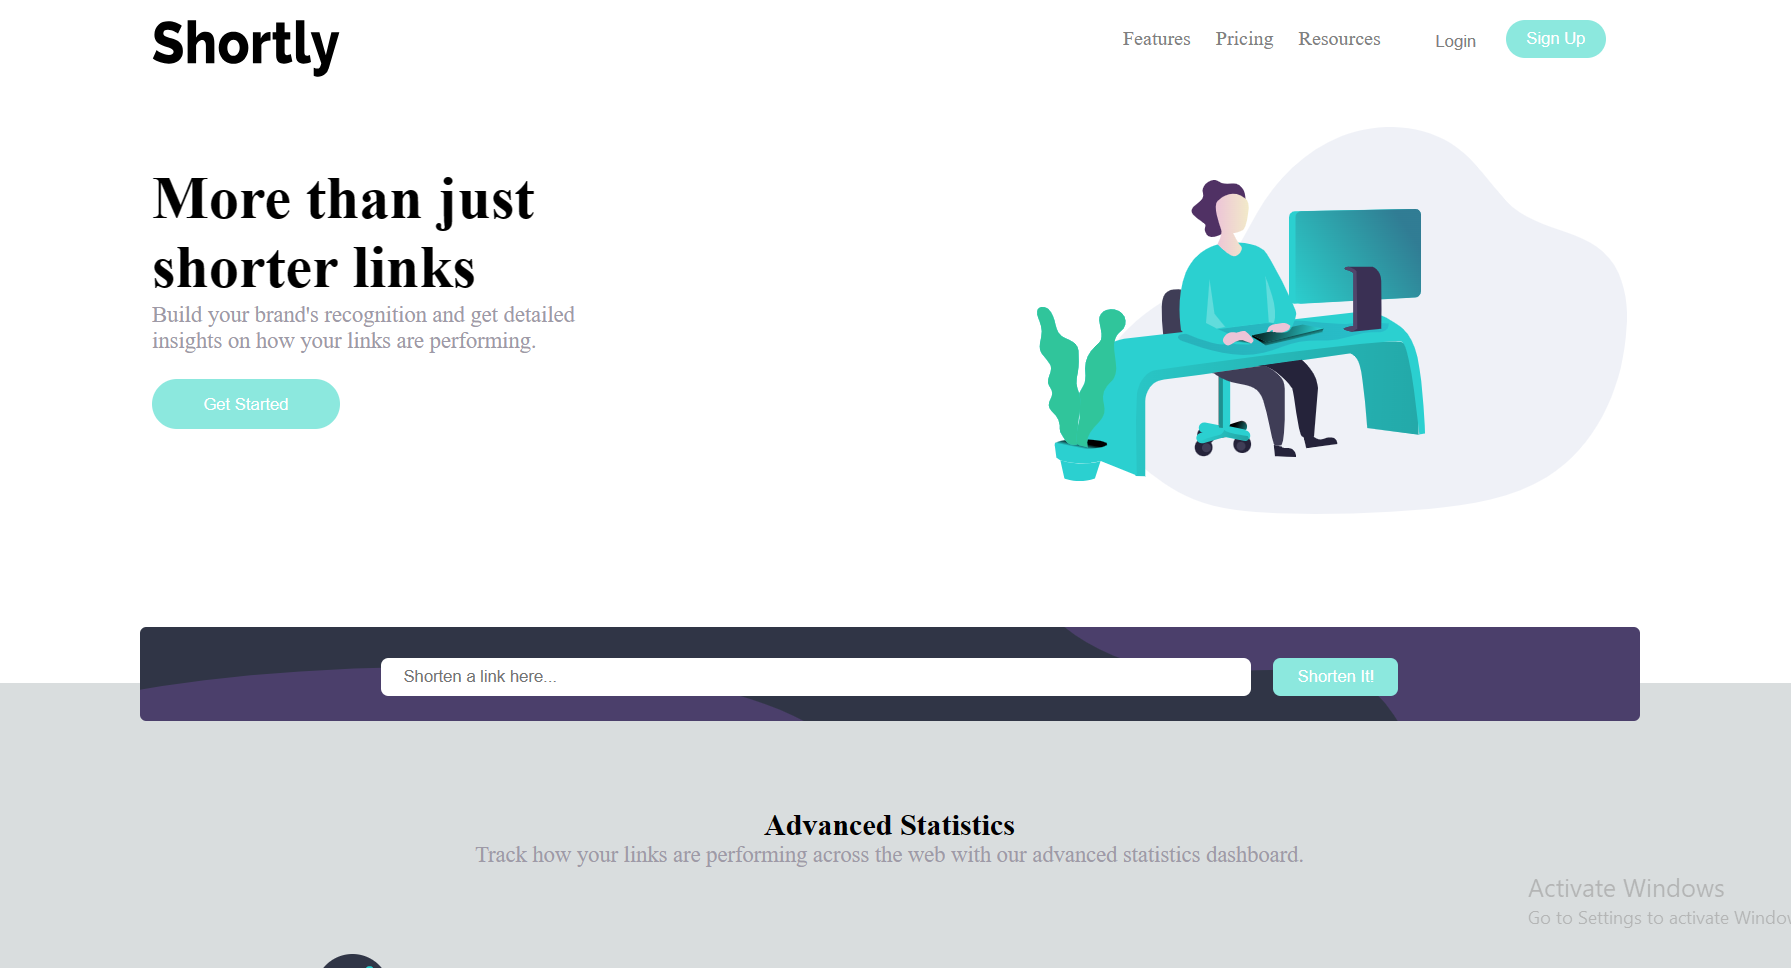 Shortly
Features Pricing Resources Login Sign Up
More than just
shorter links
Build your brand's recognition and get detailed
insights on how your links are performing.
Get Started
Shorten a link here...
Shorten It!
Advanced Statistics
Track how your links are performing across the web with our advanced statistics dashboard.
Activate Windows
Go to Settings to activate Windov